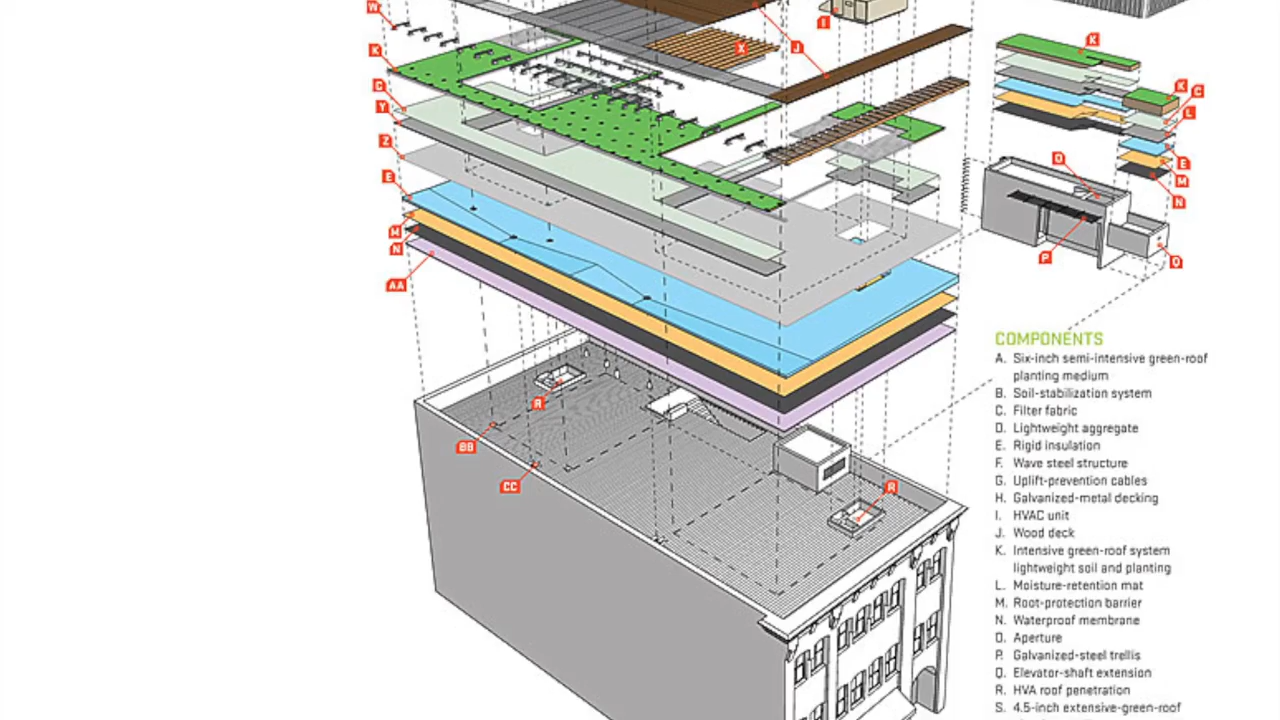 W
I
X
J
K
K
C
Y
K
C
L
Z
E
E
M
N
D
M
N
AA
P
Q
R
BB
CC
R
COMPONENTS
A. Six-inch semi-intensive green-roof
planting medium
B. Soil-stabilization system
C. Filter fabric
D. Lightweight aggregate
E. Rigid insulation
F. Wave steel structure
G. Uplift-prevention cables
H. Galvanized-metal decking
I. HVAC unit
J. Wood deck
K. Intensive green-roof system
lightweight soil and planting
L. Moisture-retention mat
M. Root-protection barrier
N. Waterproof membrane
O. Aperture
P. Galvanized-steel trellis
Q. Elevator-shaft extension
R. HVA roof penetration
S. 4.5-inch extensive-green-roof